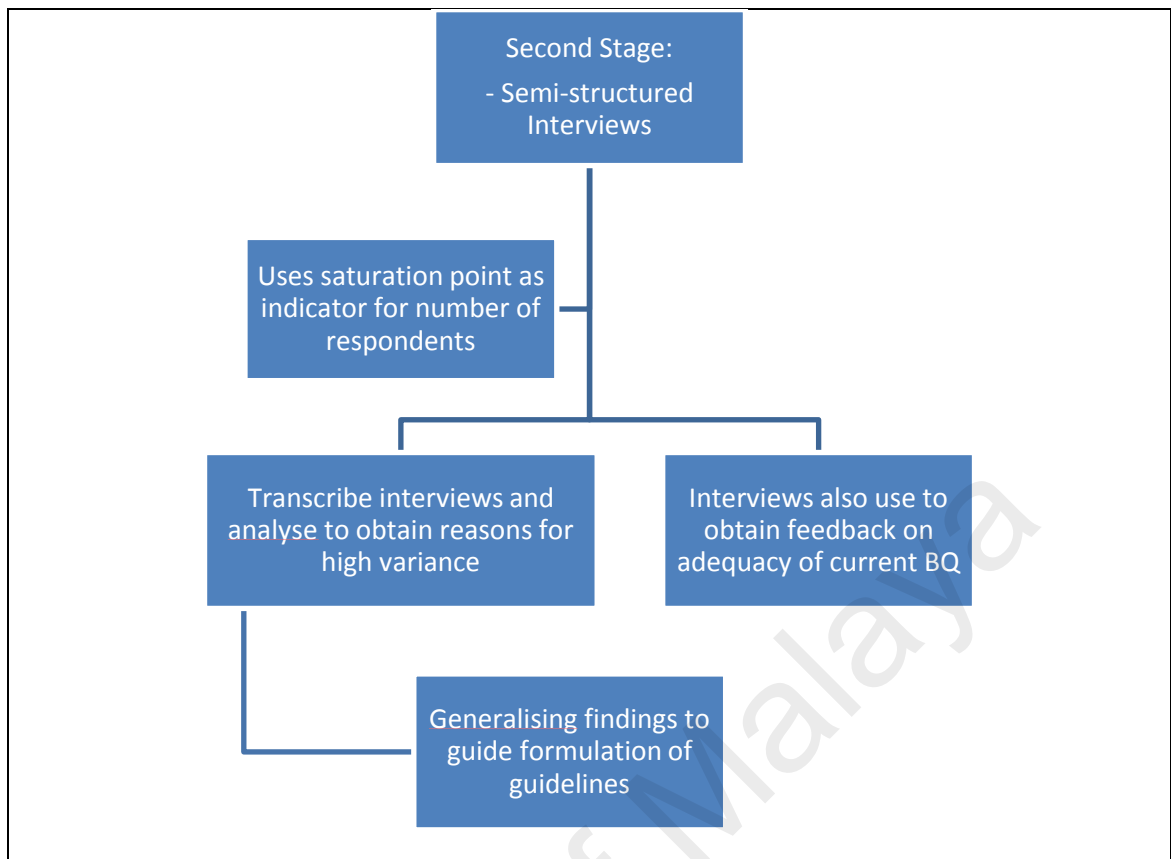 Second Stage:
- Semi-structured
Interviews
Uses saturation point as
indicator for number of
respondents
Transcribe interviews and
analyse to obtain reasons for
high variance
Interviews also use to
obtain feedback on
adequacy of current BQ
Generalising findings to
guide formulation of
guidelines
of Malaya